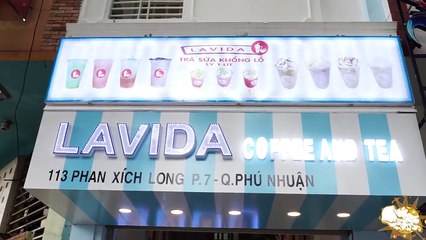 LAVIDA
TRÀ SỮA KHỔNG LỒ
LAVIDA COFFEE AND TEA
113 PHAN XÍCH LONG P.7 - Q.PHÚ NHUẬN